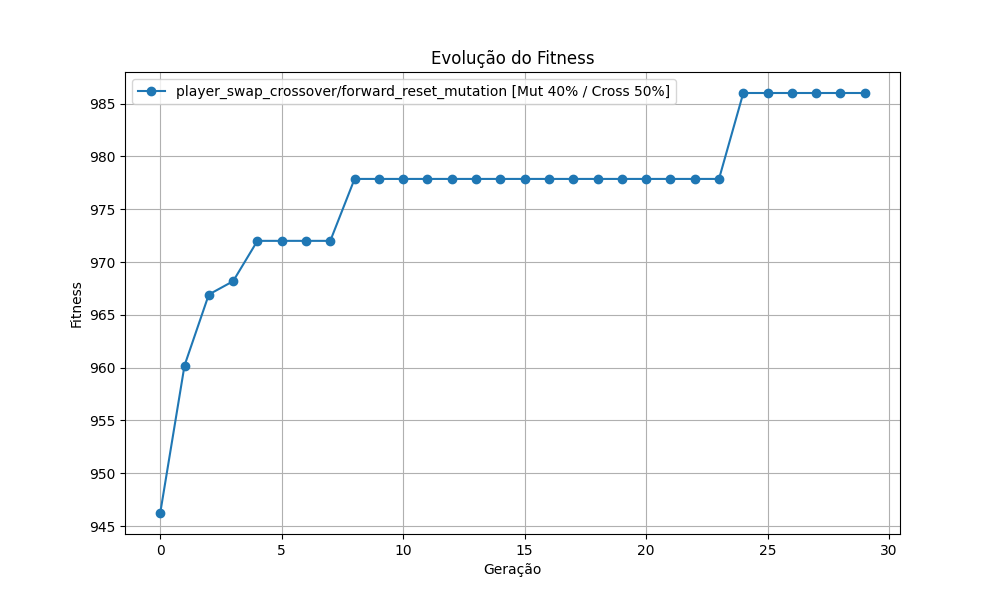 Evolução do Fitness
player_swap_crossover/forward_reset_mutation [Mut 40% / Cross 50%]
985
980
975
970
965
960
955
950
945
Fitness
0 5 10 15 20 25 30
Geração